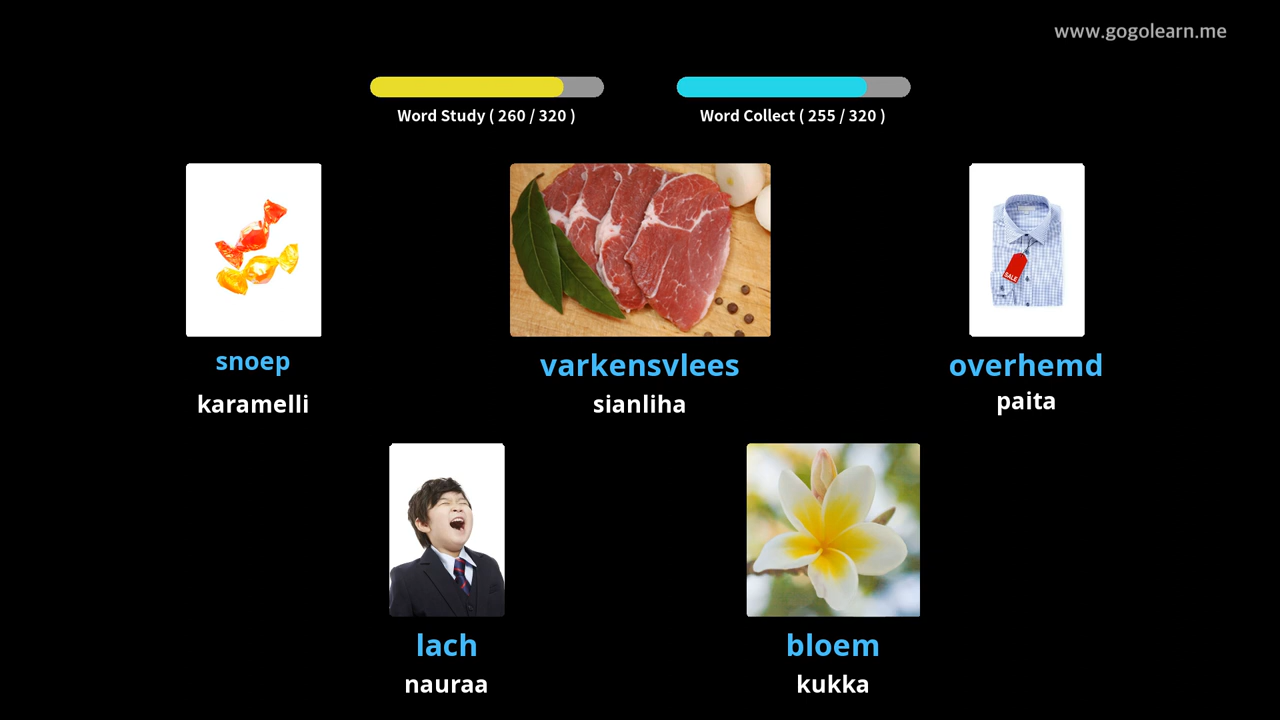 www.gogolearn.me
Word Study ( 260 / 320 )
Word Collect ( 255 / 320 )
SALE
snoep
varkensvlees
overhemd
karamelli
sianliha
paita
lach
bloem
nauraa
kukka